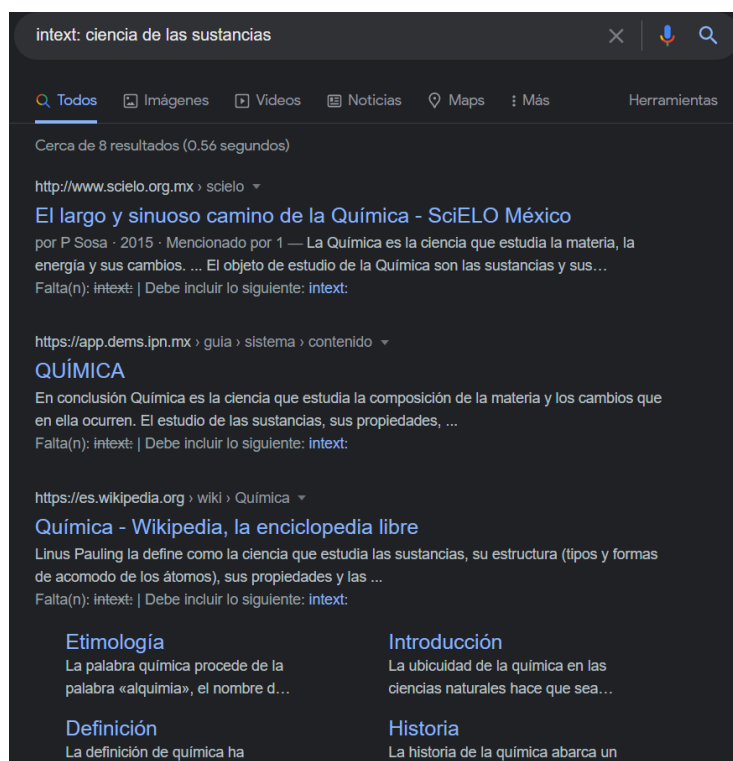 intext: ciencia de las sustancias
Todos Imágenes Videos Noticias Maps Más Herramientas
Cerca de 8 resultados (0.56 segundos)
http://www.scielo.org.mx › scielo
El largo y sinuoso camino de la Química - SciELO México
por P Sosa · 2015 · Mencionado por 1 — La Química es la ciencia que estudia la materia, la
energía y sus cambios. ... El objeto de estudio de la Química son las sustancias y sus...
Falta(n): intext: | Debe incluir lo siguiente: intext:
https://app.dems.ipn.mx › guia › sistema › contenido
QUÍMICA
En conclusión Química es la ciencia que estudia la composición de la materia y los cambios que
en ella ocurren. El estudio de las sustancias, sus propiedades, ...
Falta(n): intext: | Debe incluir lo siguiente: intext:
https://es.wikipedia.org › wiki › Química
Química - Wikipedia, la enciclopedia libre
Linus Pauling la define como la ciencia que estudia las sustancias, su estructura (tipos y formas
de acomodo de los átomos), sus propiedades y las ...
Falta(n): intext: | Debe incluir lo siguiente: intext:
Etimología
La palabra química procede de la
palabra «alquimia», el nombre d...
Introducción
La ubicuidad de la química en las
ciencias naturales hace que sea...
Definición
La definición de química ha
Historia
La historia de la química abarca un